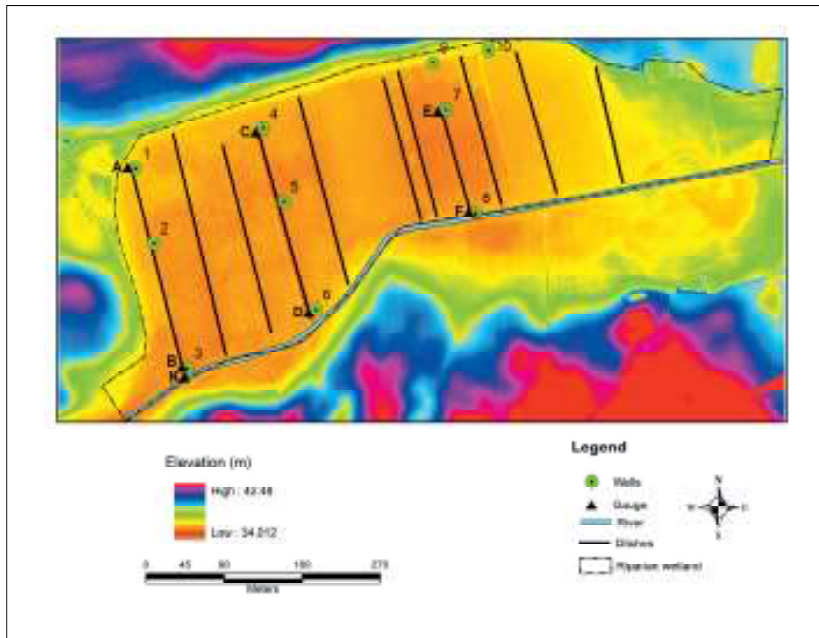 9
10
E
7
C
4
A
1
5
F
8
2
D
6
B
3
Elevation (m)
High : 43.48
Low : 34.012
0 45 90 180 270
Meters
Legend
Wells
Gauge
River
Ditches
Riparian wetland
N
W E
S